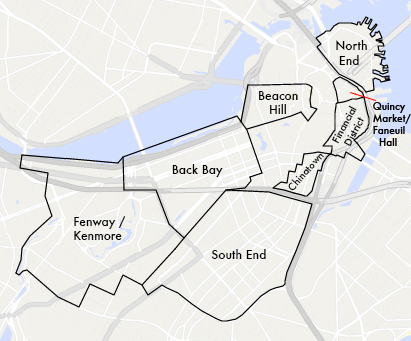 North
End
Beacon
Hill
Quincy
Market/
Faneuil
Hall
Financial
District
Chinatown
Back Bay
Fenway /
Kenmore
South End